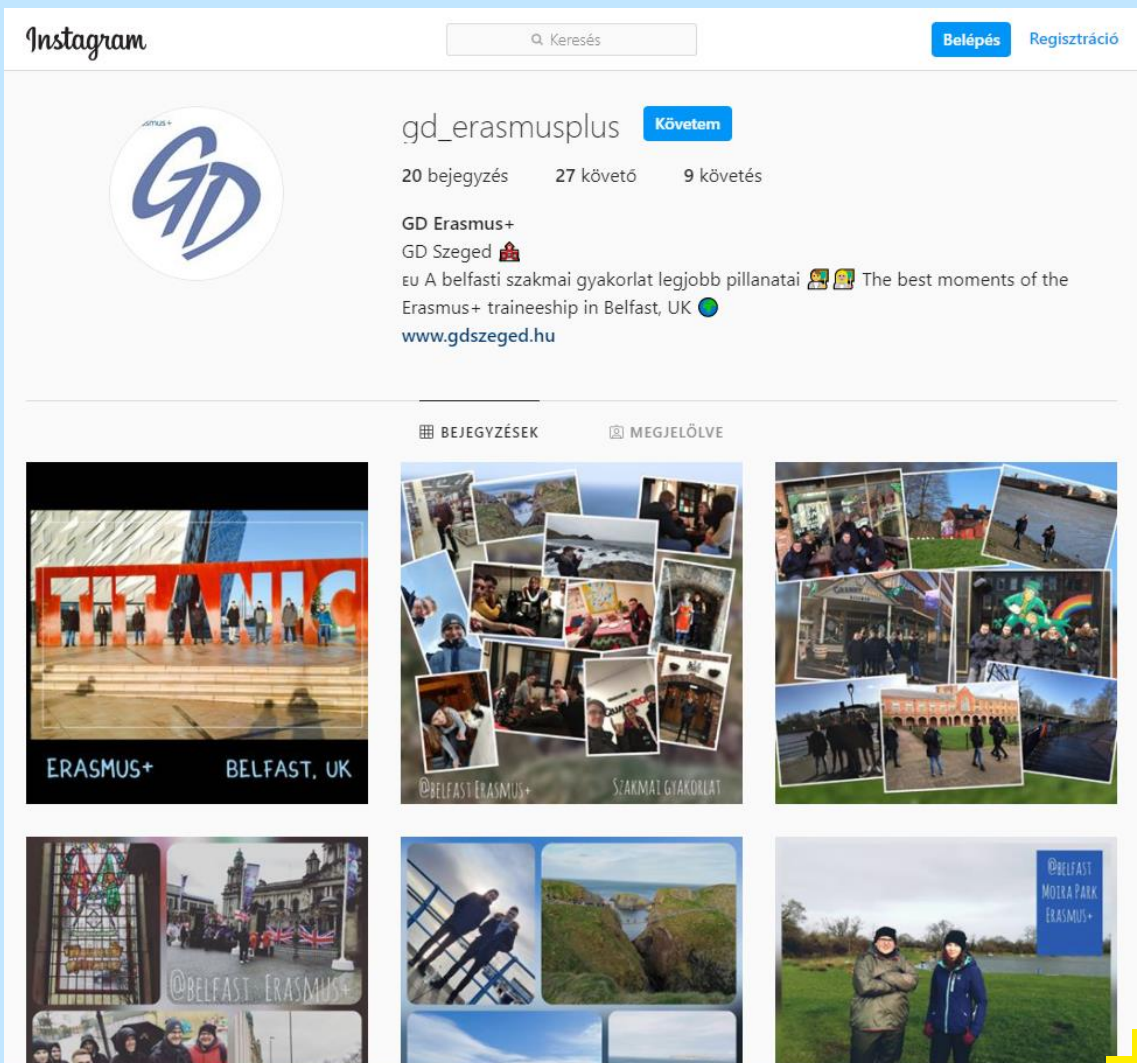 Instagram
Keresés
Belépés
Regisztráció
smus+
GD
gd_erasmusplus
Követem
20 bejegyzés 27 követő 9 követés
GD Erasmus+
GD Szeged
EU A belfasti szakmai gyakorlat legjobb pillanatai The best moments of the
Erasmus+ traineeship in Belfast, UK
www.gdszeged.hu
BEJEGYZÉSEK
MEGJELÖLVE
TITANIC
ERASMUS+ BELFAST, UK
@BELFAST ERASMUS+ SZAKMAI GYAKORLAT
@BELFAST, ERASMUS+
@BELFAST
MOIRA PARK
ERASMUS+